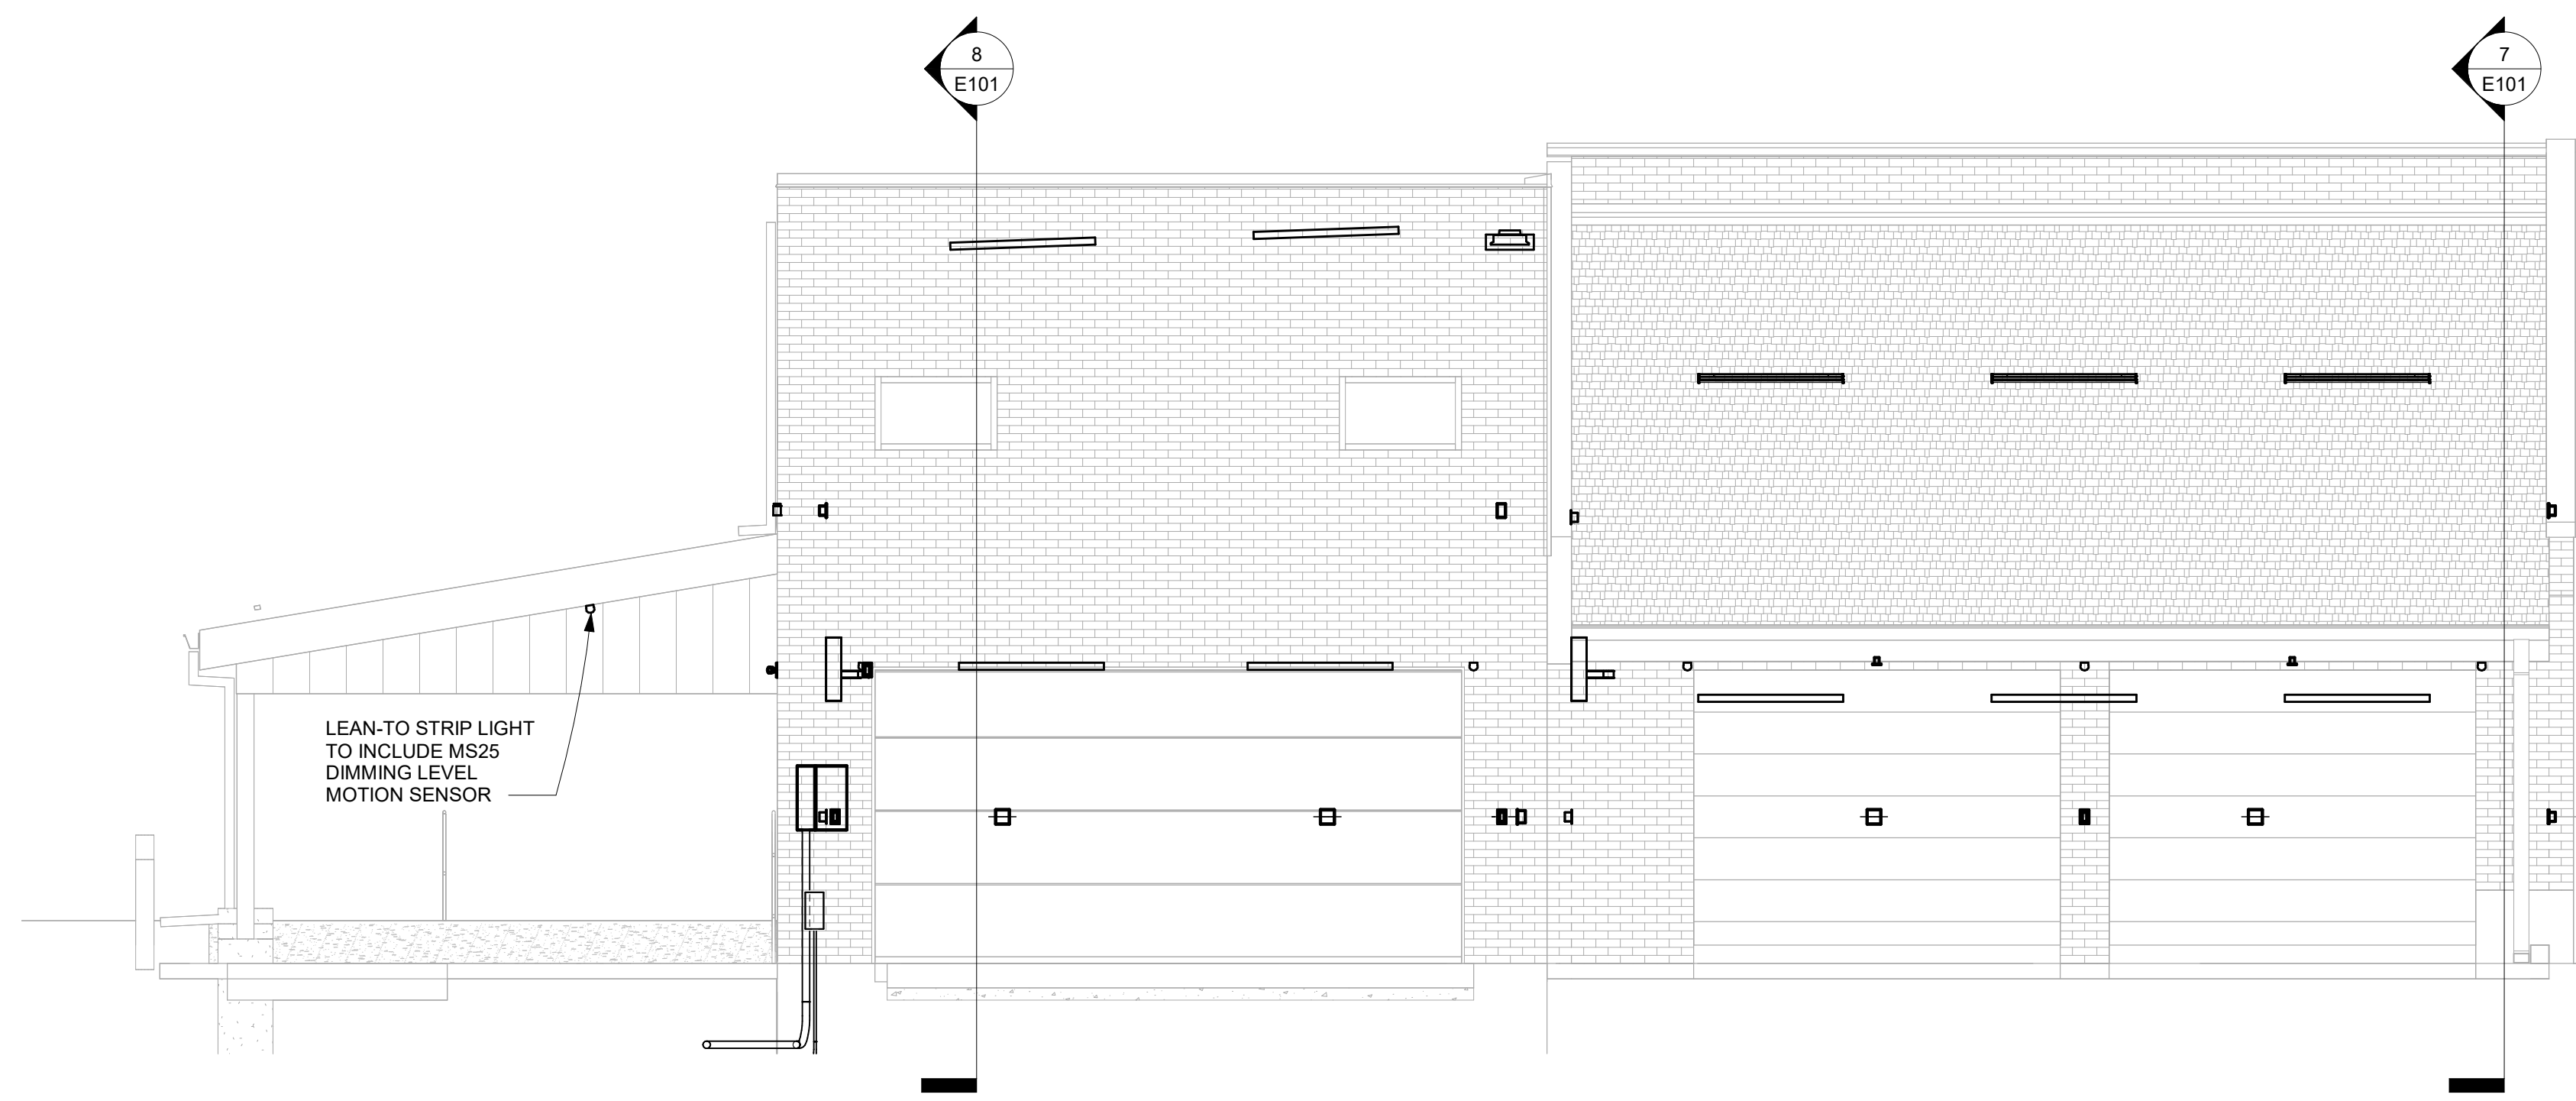 8
E101
7
E101
LEAN-TO STRIP LIGHT
TO INCLUDE MS25
DIMMING LEVEL
MOTION SENSOR